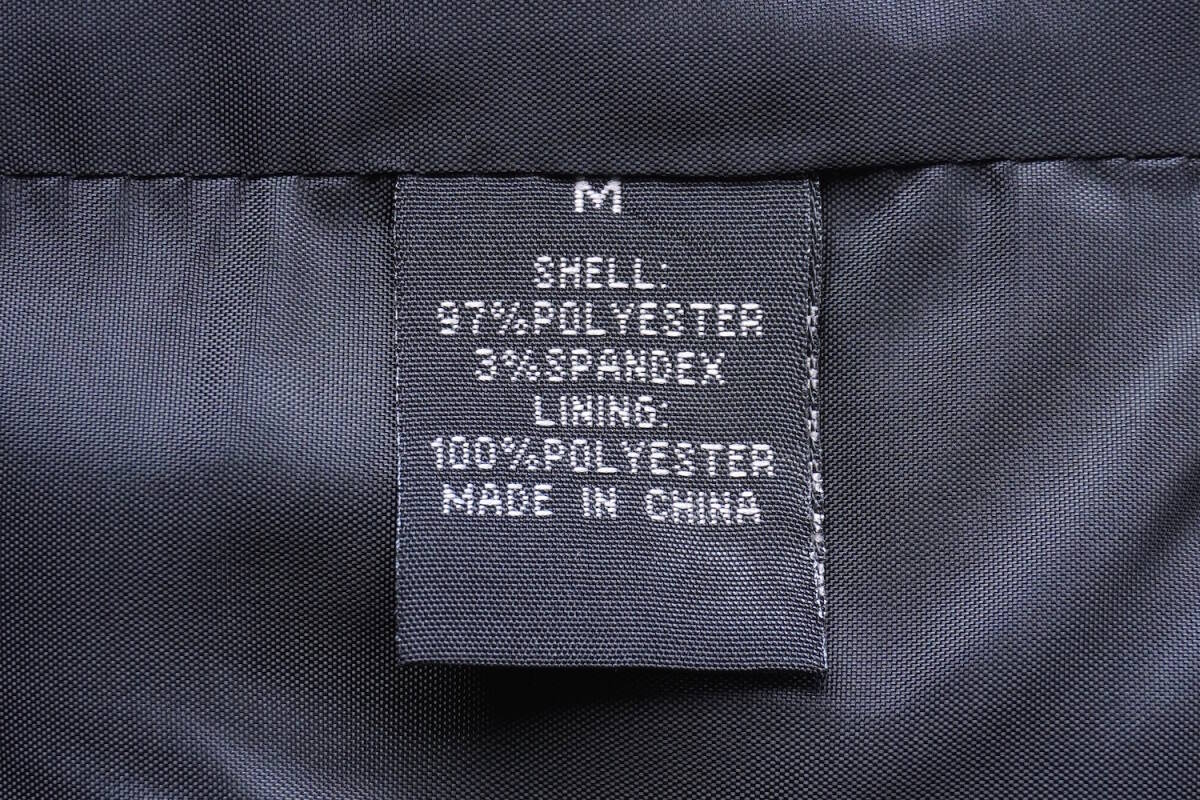 M
SHELL:
97%POLYESTER
3%SPANDEX
LINING:
100%POLYESTER
MADE IN CHINA